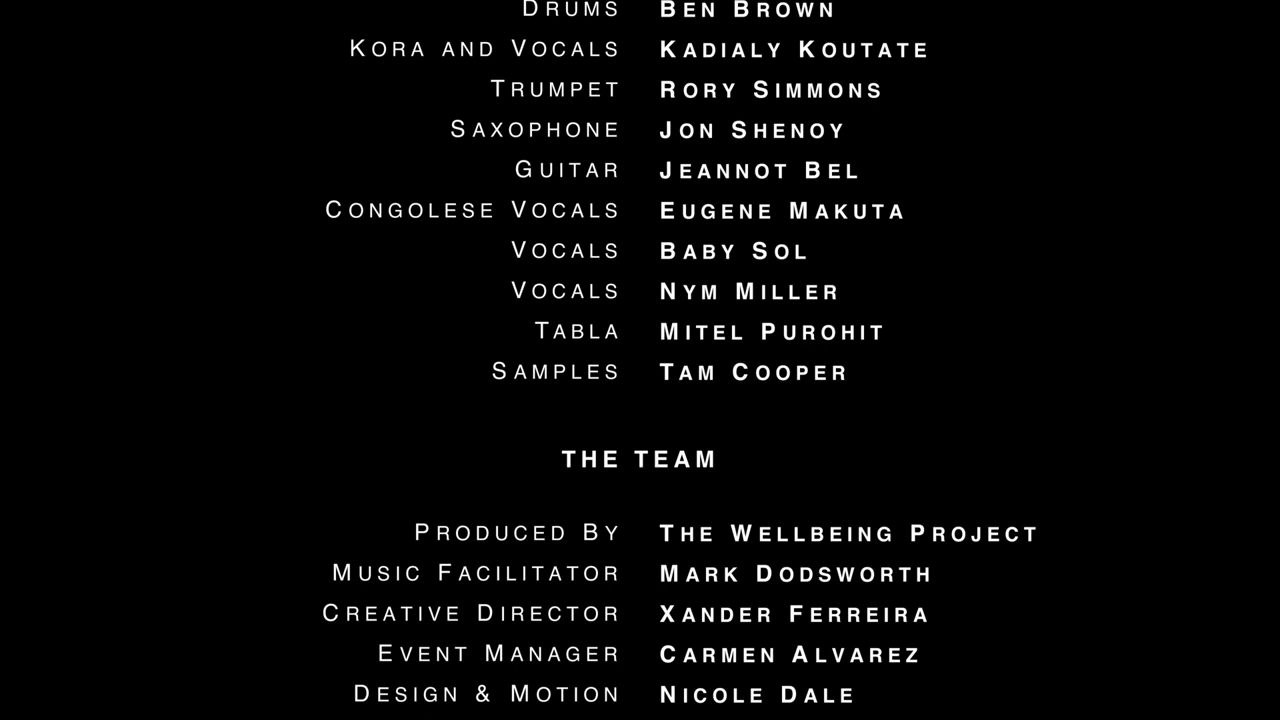 DRUMS BEN BROWN
KORA AND VOCALS KADIALY KOUTATE
TRUMPET RORY SIMMONS
SAXOPHONE JON SHENOY
GUITAR JEANNOT BEL
CONGOLESE VOCALS EUGENE MAKUTA
VOCALS BABY SOL
VOCALS NYM MILLER
TABLA MITEL PUROHIT
SAMPLES TAM COOPER
THE TEAM
PRODUCED BY THE WELLBEING PROJECT
MUSIC FACILITATOR MARK DODSWORTH
CREATIVE DIRECTOR XANDER FERREIRA
EVENT MANAGER CARMEN ALVAREZ
DESIGN & MOTION NICOLE DALE